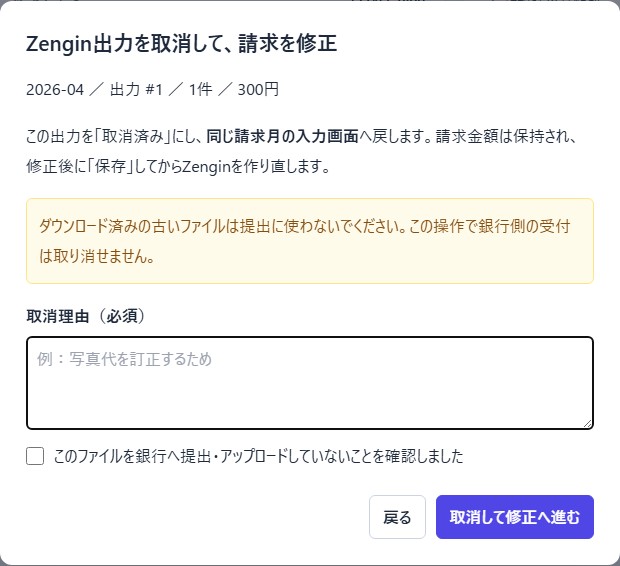 Zengin出力を取消して、請求を修正
2026-04 ／ 出力 #1 ／ 1件 ／ 300円
この出力を「取消済み」にし、同じ請求月の入力画面へ戻します。請求金額は保持され、
修正後に「保存」してからZenginを作り直します。
ダウンロード済みの古いファイルは提出に使わないでください。この操作で銀行側の受付
は取り消せません。
取消理由（必須）
例：写真代を訂正するため
このファイルを銀行へ提出・アップロードしていないことを確認しました
戻る
取消して修正へ進む